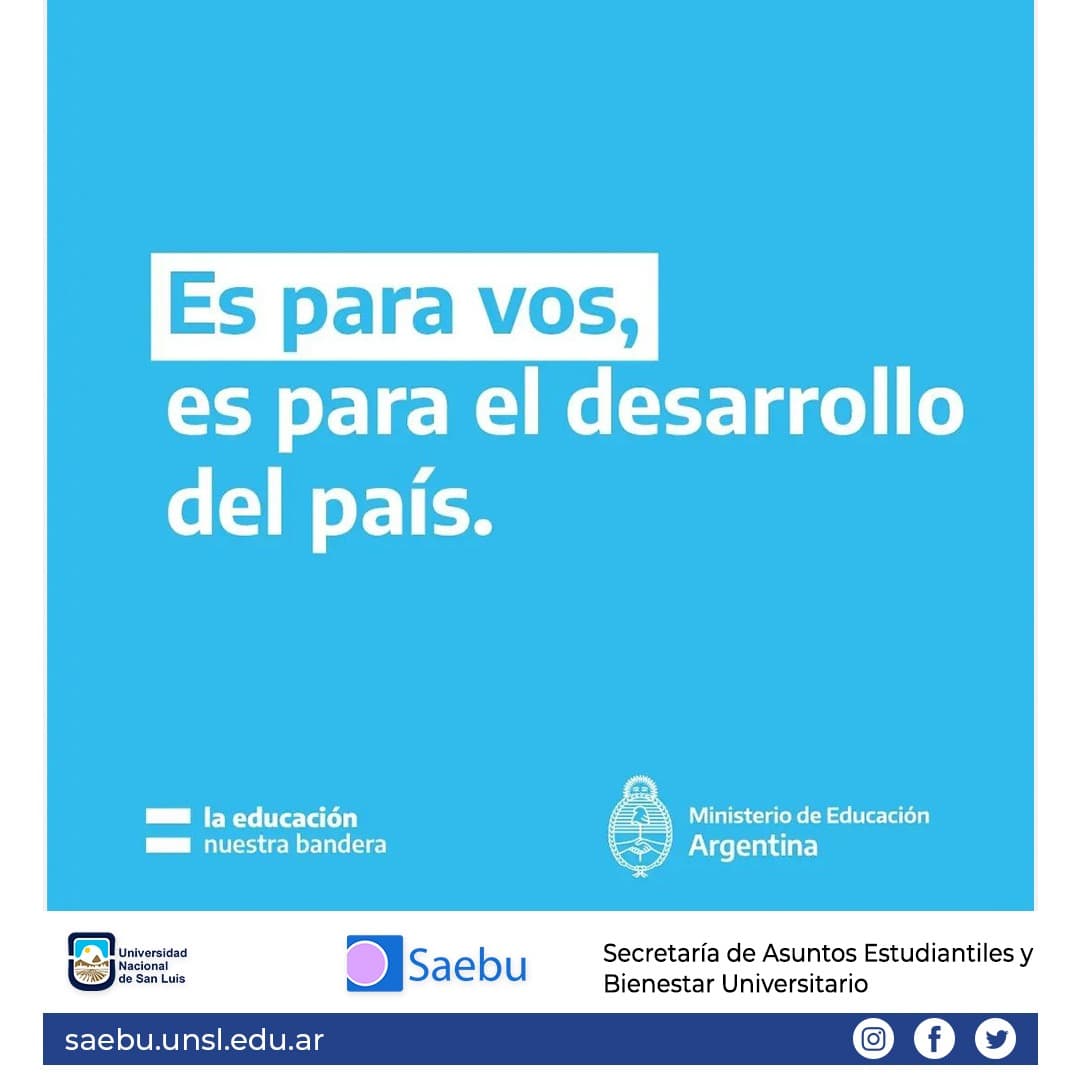 Es para vos,
es para el desarrollo
del país.
la educación
nuestra bandera
Ministerio de Educación
Argentina
Universidad
Nacional
de San Luis
Saebu
Secretaría de Asuntos Estudiantiles y
Bienestar Universitario
saebu.unsl.edu.ar